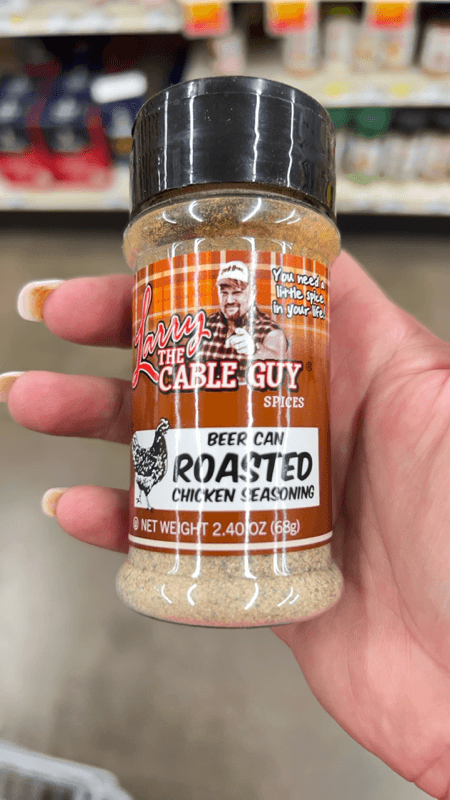 You need a
little spice
in your life!
Larry
THE
CABLE GUY
SPICES
BEER CAN
ROASTED
CHICKEN SEASONING
NET WEIGHT 2.40 OZ (68g)